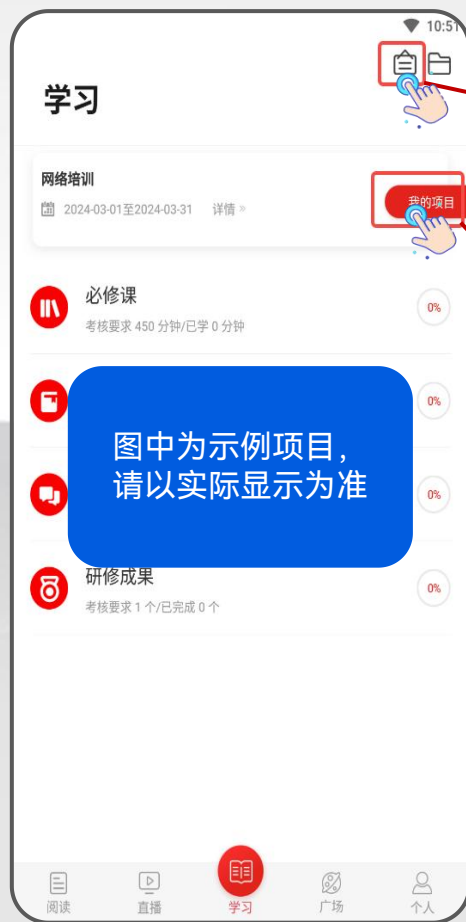 10:51
学习
网络培训
2024-03-01至2024-03-31 详情 »
我的项目
必修课
考核要求 450 分钟/已学 0 分钟
0%
0%
图中为示例项目，
请以实际显示为准
0%
研修成果
考核要求 1 个/已完成 0 个
0%
阅读
直播
学习
广场
个人